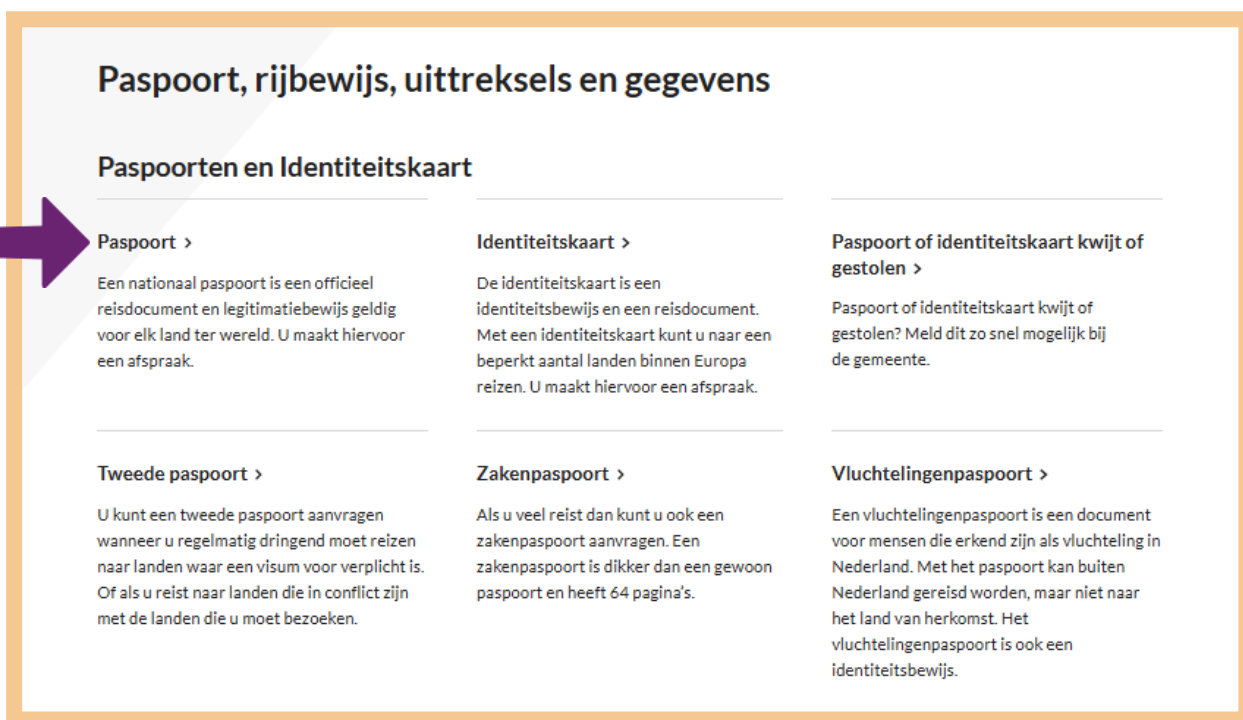 Paspoort, rijbewijs, uittreksels en gegevens
Paspoorten en Identiteitskaart
Paspoort >
Een nationaal paspoort is een officieel
reisdocument en legitimatiebewijs geldig
voor elk land ter wereld. U maakt hiervoor
een afspraak.
Identiteitskaart >
De identiteitskaart is een
identiteitsbewijs en een reisdocument.
Met een identiteitskaart kunt u naar een
beperkt aantal landen binnen Europa
reizen. U maakt hiervoor een afspraak.
Paspoort of identiteitskaart kwijt of
gestolen >
Paspoort of identiteitskaart kwijt of
gestolen? Meld dit zo snel mogelijk bij
de gemeente.
Tweede paspoort >
U kunt een tweede paspoort aanvragen
wanneer u regelmatig dringend moet reizen
naar landen waar een visum voor verplicht is.
Of als u reist naar landen die in conflict zijn
met de landen die u moet bezoeken.
Zakenpaspoort >
Als u veel reist dan kunt u ook een
zakenpaspoort aanvragen. Een
zakenpaspoort is dikker dan een gewoon
paspoort en heeft 64 pagina's.
Vluchtelingenpaspoort >
Een vluchtelingenpaspoort is een document
voor mensen die erkend zijn als vluchteling in
Nederland. Met het paspoort kan buiten
Nederland gereisd worden, maar niet naar
het land van herkomst. Het
vluchtelingenpaspoort is ook een
identiteitsbewijs.